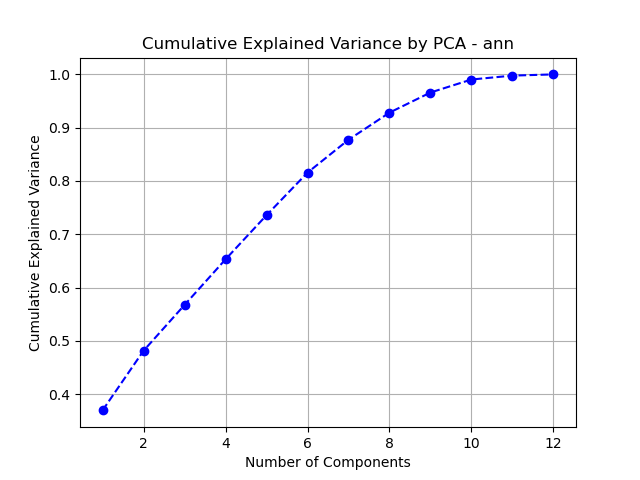 Cumulative Explained Variance by PCA - ann
1.0
0.9
0.8
0.7
0.6
0.5
0.4
Cumulative Explained Variance
2 4 6 8 10 12
Number of Components